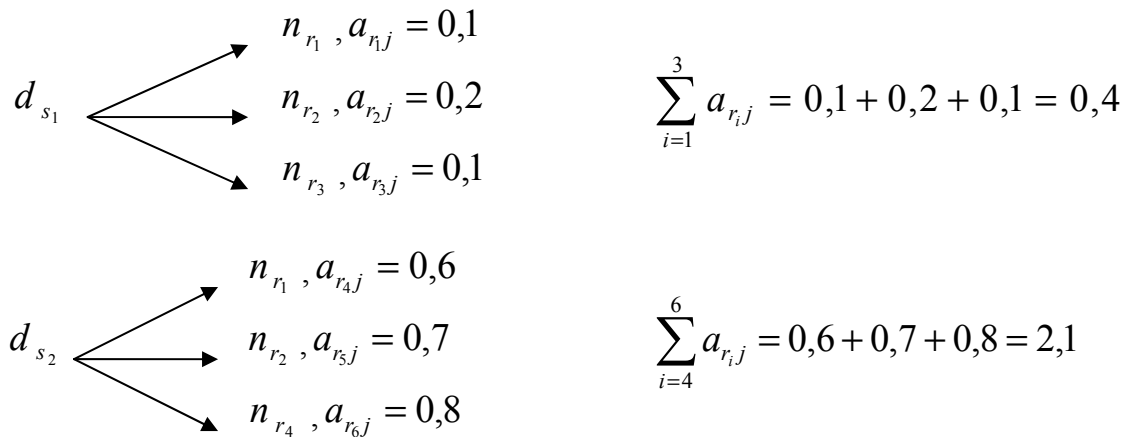 n_{r_1} , a_{r_1 j} = 0,1
d_{s_1} n_{r_2} , a_{r_2 j} = 0,2 \sum_{i=1}^{3} a_{r_i j} = 0,1 + 0,2 + 0,1 = 0,4
n_{r_3} , a_{r_3 j} = 0,1
n_{r_1} , a_{r_4 j} = 0,6
d_{s_2} n_{r_2} , a_{r_5 j} = 0,7 \sum_{i=4}^{6} a_{r_i j} = 0,6 + 0,7 + 0,8 = 2,1
n_{r_4} , a_{r_6 j} = 0,8